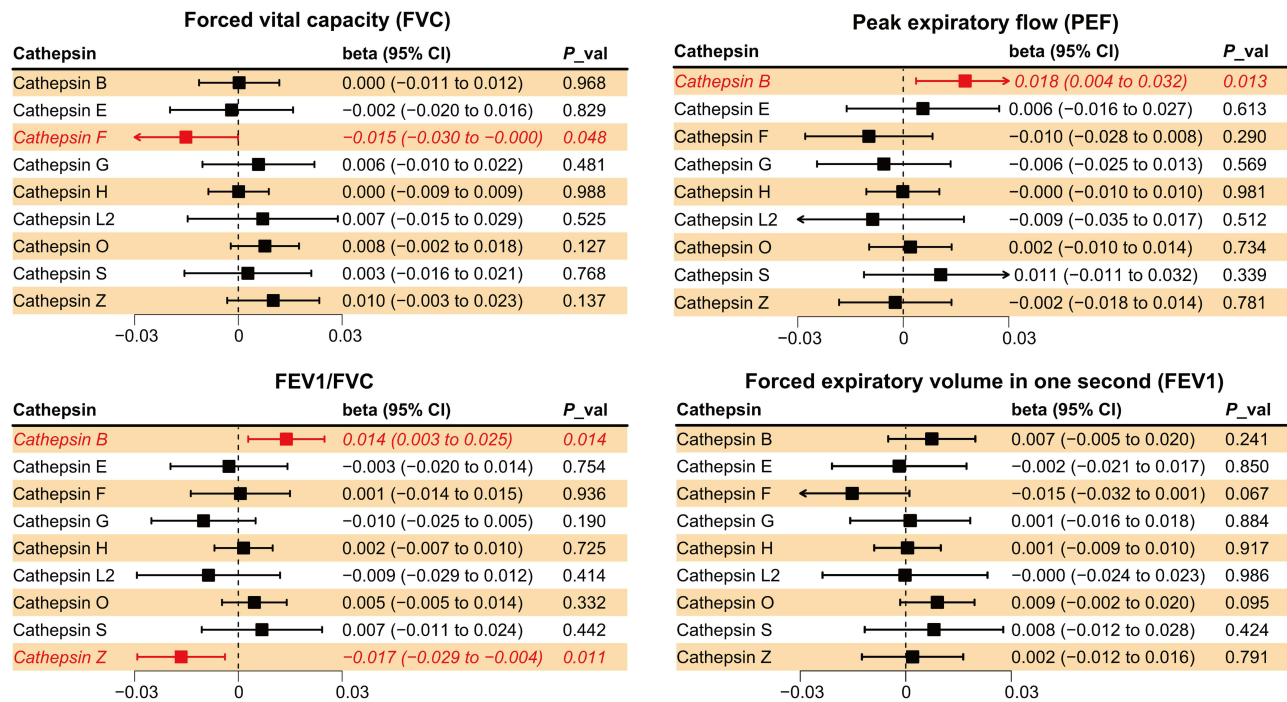 Forced vital capacity (FVC)
Cathepsin beta (95% CI) P_val
Cathepsin B 0.000 (−0.011 to 0.012) 0.968
Cathepsin E −0.002 (−0.020 to 0.016) 0.829
Cathepsin F −0.015 (−0.030 to −0.000) 0.048
Cathepsin G 0.006 (−0.010 to 0.022) 0.481
Cathepsin H 0.000 (−0.009 to 0.009) 0.988
Cathepsin L2 0.007 (−0.015 to 0.029) 0.525
Cathepsin O 0.008 (−0.002 to 0.018) 0.127
Cathepsin S 0.003 (−0.016 to 0.021) 0.768
Cathepsin Z 0.010 (−0.003 to 0.023) 0.137
−0.03 0 0.03
Peak expiratory flow (PEF)
Cathepsin beta (95% CI) P_val
Cathepsin B 0.018 (0.004 to 0.032) 0.013
Cathepsin E 0.006 (−0.016 to 0.027) 0.613
Cathepsin F −0.010 (−0.028 to 0.008) 0.290
Cathepsin G −0.006 (−0.025 to 0.013) 0.569
Cathepsin H −0.000 (−0.010 to 0.010) 0.981
Cathepsin L2 −0.009 (−0.035 to 0.017) 0.512
Cathepsin O 0.002 (−0.010 to 0.014) 0.734
Cathepsin S 0.011 (−0.011 to 0.032) 0.339
Cathepsin Z −0.002 (−0.018 to 0.014) 0.781
−0.03 0 0.03
FEV1/FVC
Cathepsin beta (95% CI) P_val
Cathepsin B 0.014 (0.003 to 0.025) 0.014
Cathepsin E −0.003 (−0.020 to 0.014) 0.754
Cathepsin F 0.001 (−0.014 to 0.015) 0.936
Cathepsin G −0.010 (−0.025 to 0.005) 0.190
Cathepsin H 0.002 (−0.007 to 0.010) 0.725
Cathepsin L2 −0.009 (−0.029 to 0.012) 0.414
Cathepsin O 0.005 (−0.005 to 0.014) 0.332
Cathepsin S 0.007 (−0.011 to 0.024) 0.442
Cathepsin Z −0.017 (−0.029 to −0.004) 0.011
−0.03 0 0.03
Forced expiratory volume in one second (FEV1)
Cathepsin beta (95% CI) P_val
Cathepsin B 0.007 (−0.005 to 0.020) 0.241
Cathepsin E −0.002 (−0.021 to 0.017) 0.850
Cathepsin F −0.015 (−0.032 to 0.001) 0.067
Cathepsin G 0.001 (−0.016 to 0.018) 0.884
Cathepsin H 0.001 (−0.009 to 0.010) 0.917
Cathepsin L2 −0.000 (−0.024 to 0.023) 0.986
Cathepsin O 0.009 (−0.002 to 0.020) 0.095
Cathepsin S 0.008 (−0.012 to 0.028) 0.424
Cathepsin Z 0.002 (−0.012 to 0.016) 0.791
−0.03 0 0.03